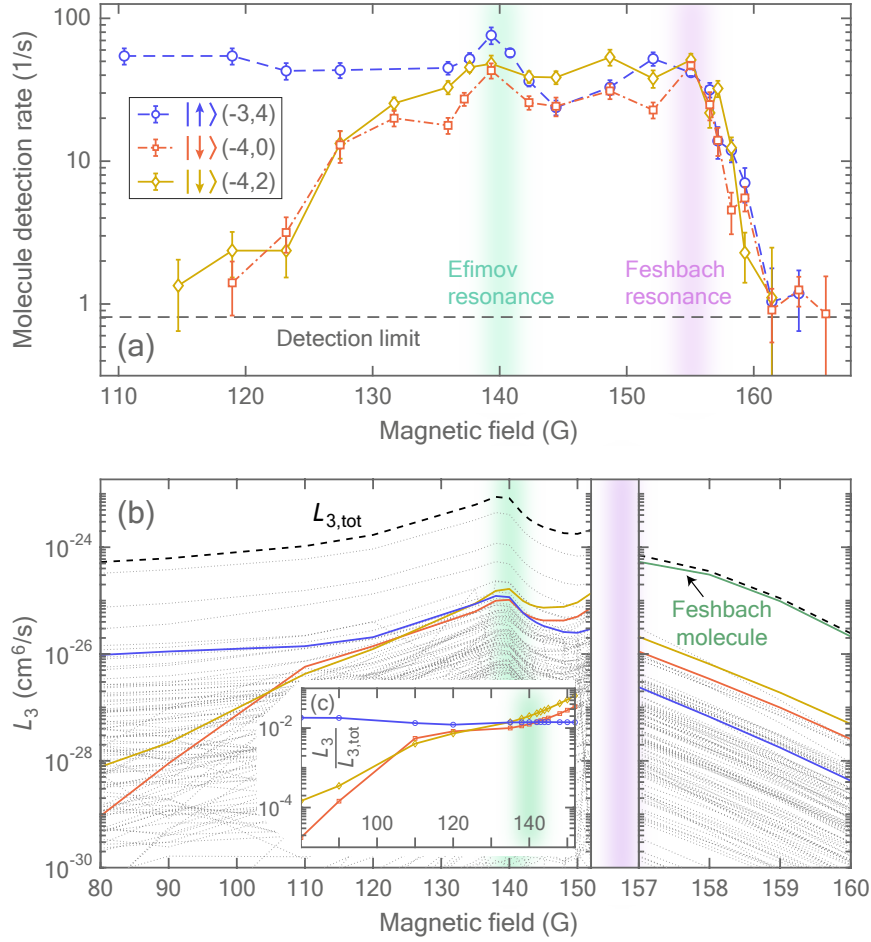 100
10
1
Molecule detection rate (1/s)
|↑⟩(-3,4)
|↓⟩(-4,0)
|↓⟩(-4,2)
Efimov
resonance
Feshbach
resonance
Detection limit
(a)
110 120 130 140 150 160
Magnetic field (G)
(b)
L3,tot
10⁻²⁴
10⁻²⁶
10⁻²⁸
10⁻³⁰
L₃ (cm⁶/s)
Feshbach
molecule
(c)
L₃
L3,tot
10⁻²
10⁻⁴
100 120 140
80 90 100 110 120 130 140 150 157 158 159 160
Magnetic field (G)